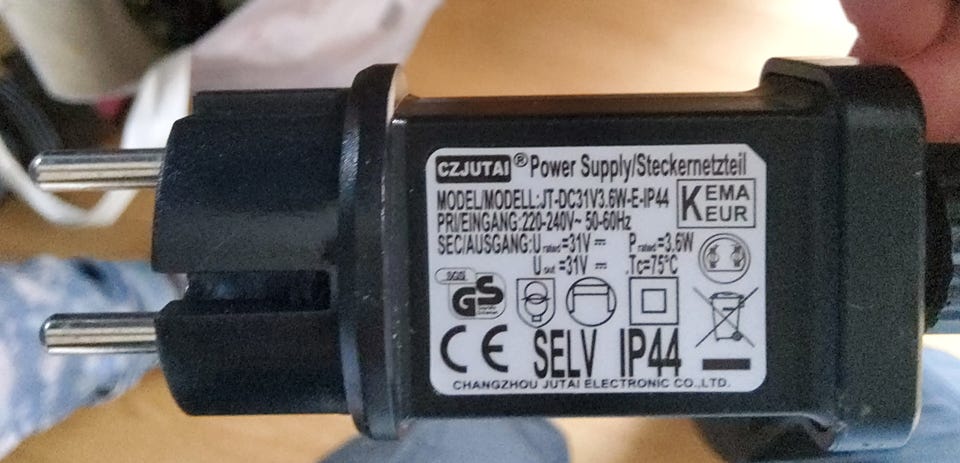 CZJUTAI ® Power Supply/Steckernetzteil
MODEL/MODELL:JT-DC31V3.6W-E-IP44
KEMA
KEUR
PRI/EINGANG:220-240V~ 50-60Hz
SEC/AUSGANG:U rated=31V ⎓ P rated=3.6W
U out=31V ⎓ .Tc=75°C
SGS
GS
CE SELV IP44
CHANGZHOU JUTAI ELECTRONIC CO.,LTD.